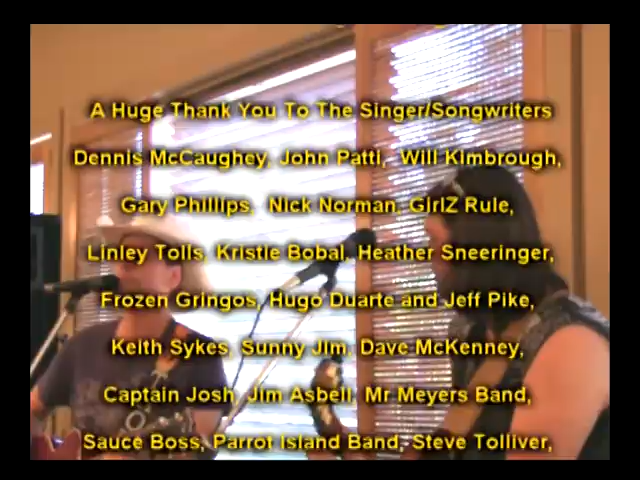 A Huge Thank You To The Singer/Songwriters
Dennis McCaughey, John Patti, Will Kimbrough,
Gary Phillips, Nick Norman, GirlZ Rule,
Linley Tolls, Kristie Bobal, Heather Sneeringer,
Frozen Gringos, Hugo Duarte and Jeff Pike,
Keith Sykes, Sunny Jim, Dave McKenney,
Captain Josh, Jim Asbell, Mr Meyers Band,
Sauce Boss, Parrot Island Band, Steve Tolliver,